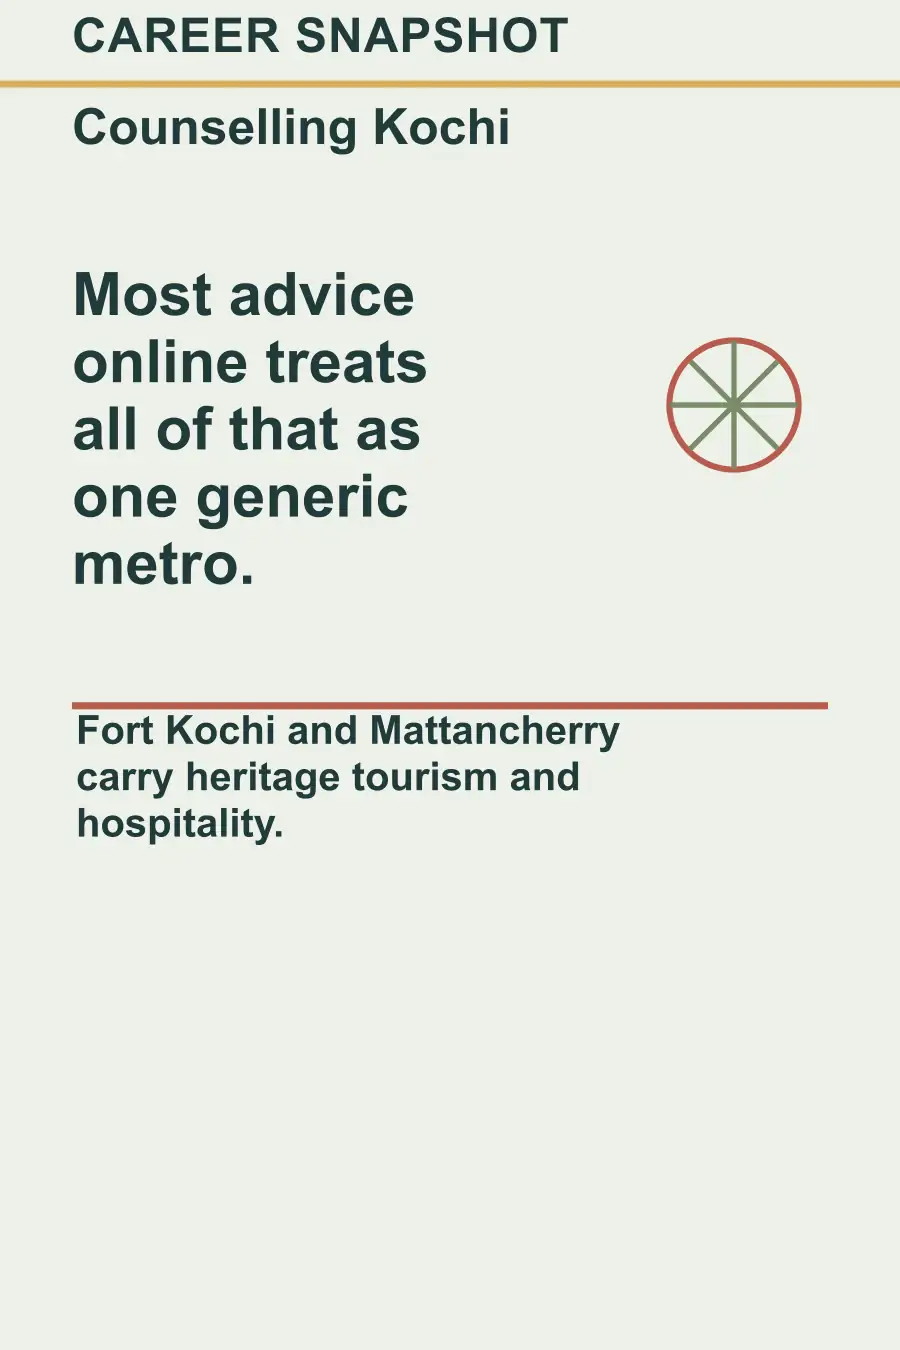 CAREER SNAPSHOT
Counselling Kochi
Most advice
online treats
all of that as
one generic
metro.
Fort Kochi and Mattancherry
carry heritage tourism and
hospitality.